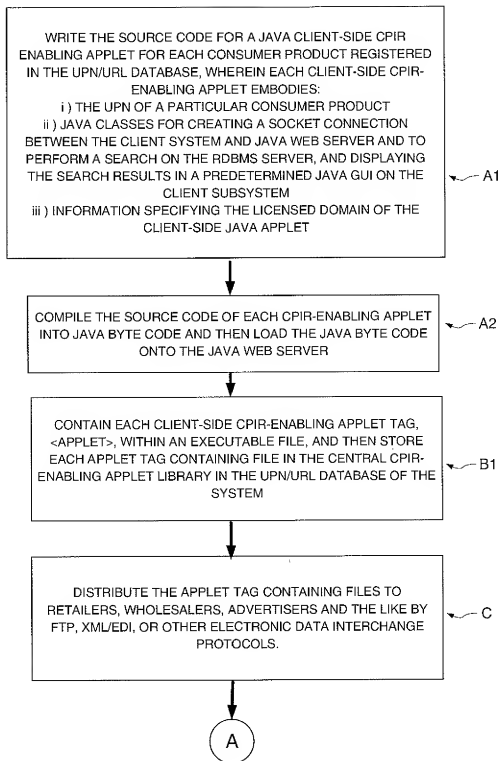 WRITE THE SOURCE CODE FOR A JAVA CLIENT-SIDE CPIR
ENABLING APPLET FOR EACH CONSUMER PRODUCT REGISTERED
IN THE UPN/URL DATABASE, WHEREIN EACH CLIENT-SIDE CPIR-
ENABLING APPLET EMBODIES:
i ) THE UPN OF A PARTICULAR CONSUMER PRODUCT
ii ) JAVA CLASSES FOR CREATING A SOCKET CONNECTION
BETWEEN THE CLIENT SYSTEM AND JAVA WEB SERVER AND TO
PERFORM A SEARCH ON THE RDBMS SERVER, AND DISPLAYING
THE SEARCH RESULTS IN A PREDETERMINED JAVA GUI ON THE
CLIENT SUBSYSTEM
iii ) INFORMATION SPECIFYING THE LICENSED DOMAIN OF THE
CLIENT-SIDE JAVA APPLET
A1
COMPILE THE SOURCE CODE OF EACH CPIR-ENABLING APPLET
INTO JAVA BYTE CODE AND THEN LOAD THE JAVA BYTE CODE
ONTO THE JAVA WEB SERVER
A2
CONTAIN EACH CLIENT-SIDE CPIR-ENABLING APPLET TAG,
<APPLET>, WITHIN AN EXECUTABLE FILE, AND THEN STORE
EACH APPLET TAG CONTAINING FILE IN THE CENTRAL CPIR-
ENABLING APPLET LIBRARY IN THE UPN/URL DATABASE OF THE
SYSTEM
B1
DISTRIBUTE THE APPLET TAG CONTAINING FILES TO
RETAILERS, WHOLESALERS, ADVERTISERS AND THE LIKE BY
FTP, XML/EDI, OR OTHER ELECTRONIC DATA INTERCHANGE
PROTOCOLS.
C
A